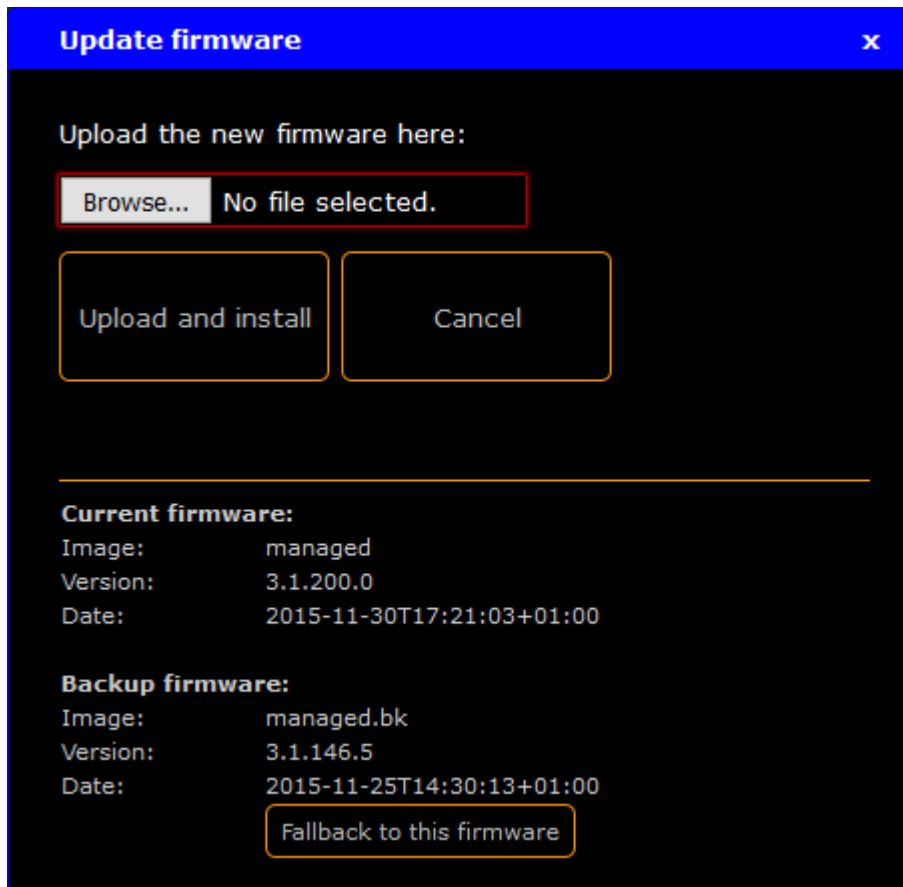 Update firmware x
Upload the new firmware here:
Browse... No file selected.
Upload and install Cancel
Current firmware:
Image: managed
Version: 3.1.200.0
Date: 2015-11-30T17:21:03+01:00
Backup firmware:
Image: managed.bk
Version: 3.1.146.5
Date: 2015-11-25T14:30:13+01:00
Fallback to this firmware